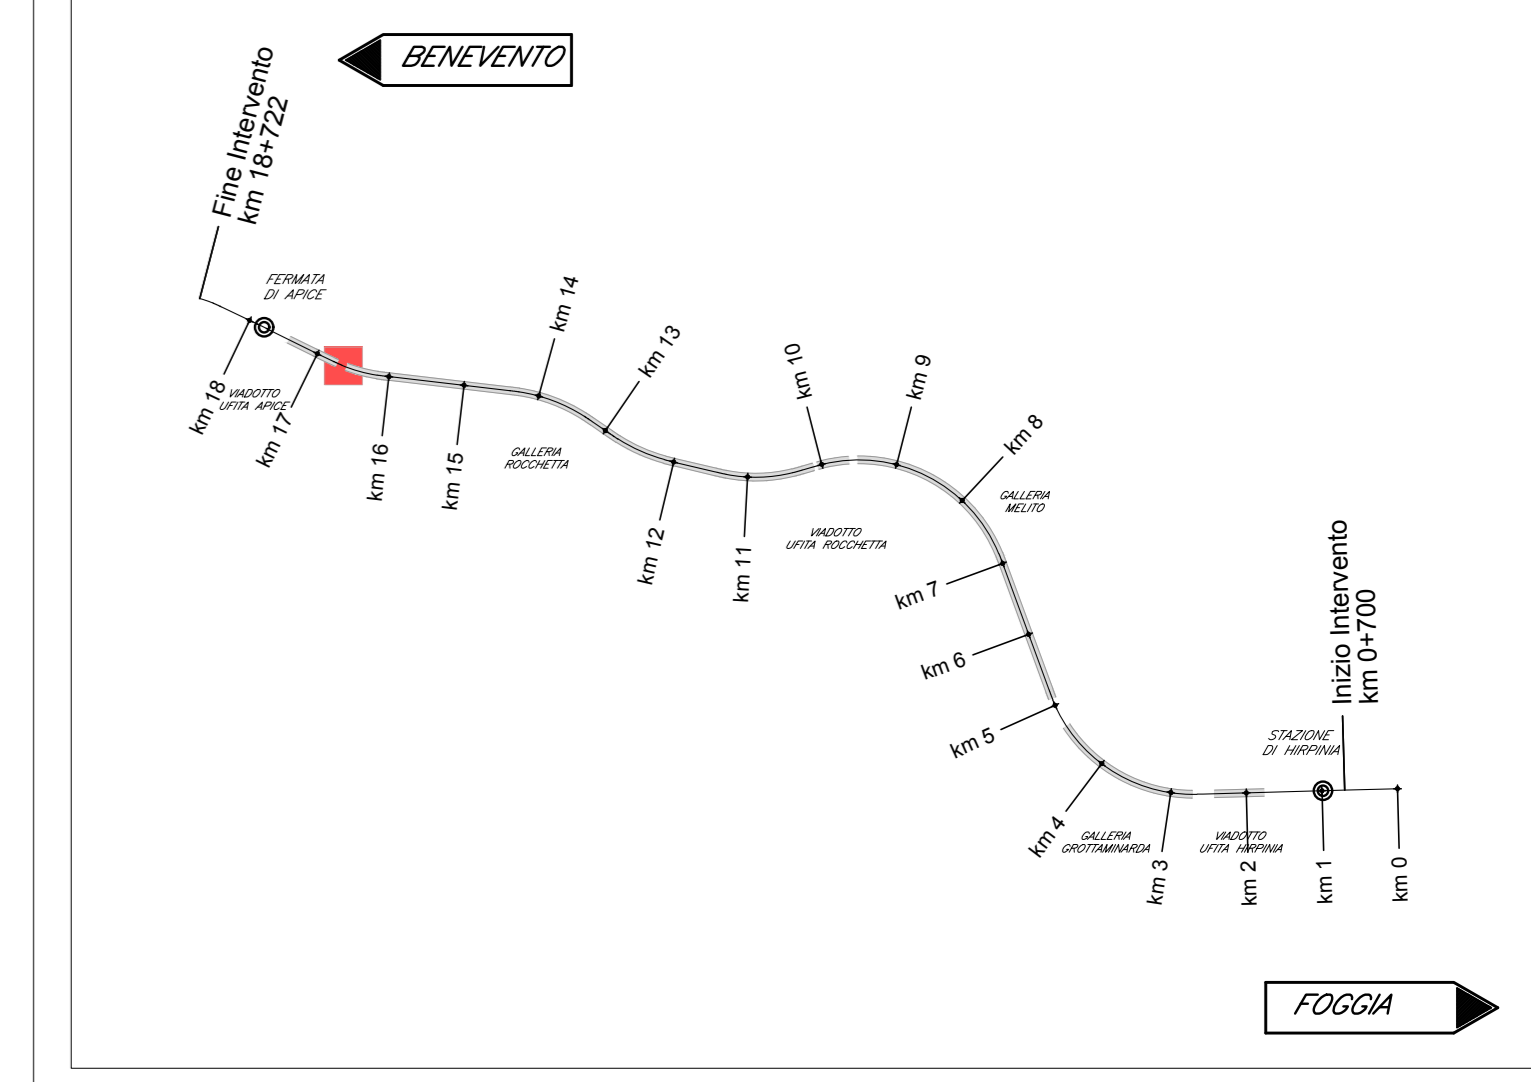 BENEVENTO
Fine Intervento
km 18+722
FERMATA
DI APICE
km 18
VIADOTTO
UFITA APICE
km 17
km 16
km 15
km 14
GALLERIA
ROCCHETTA
km 13
km 12
km 11
km 10
VIADOTTO
UFITA ROCCHETTA
km 9
km 8
GALLERIA
MELITO
km 7
km 6
km 5
km 4
GALLERIA
GROTTAMINARDA
km 3
VIADOTTO
UFITA HIRPINIA
km 2
STAZIONE
DI HIRPINIA
km 1
Inizio Intervento
km 0+700
km 0
FOGGIA